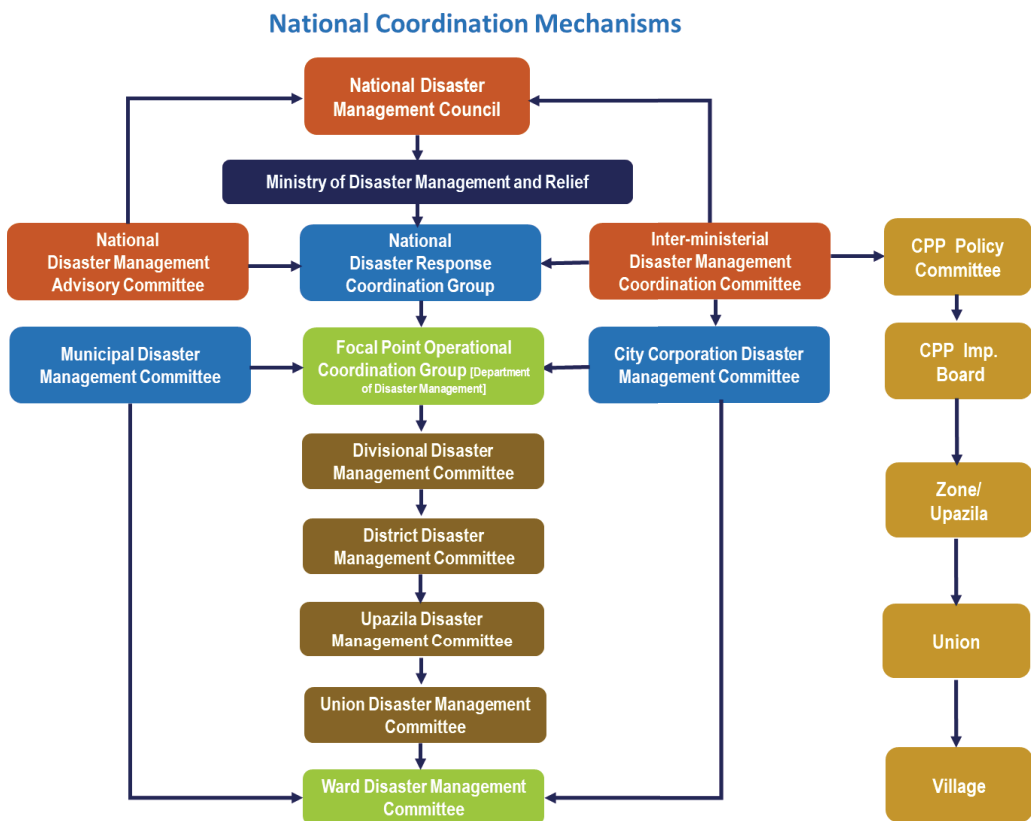 National Coordination Mechanisms
National Disaster
Management Council
Ministry of Disaster Management and Relief
National
Disaster Management
Advisory Committee
National
Disaster Response
Coordination Group
Inter-ministerial
Disaster Management
Coordination Committee
CPP Policy
Committee
Municipal Disaster
Management Committee
Focal Point Operational
Coordination Group [Department
of Disaster Management]
City Corporation Disaster
Management Committee
CPP Imp.
Board
Divisional Disaster
Management Committee
District Disaster
Management Committee
Zone/
Upazila
Upazila Disaster
Management Committee
Union
Union Disaster Management
Committee
Ward Disaster Management
Committee
Village